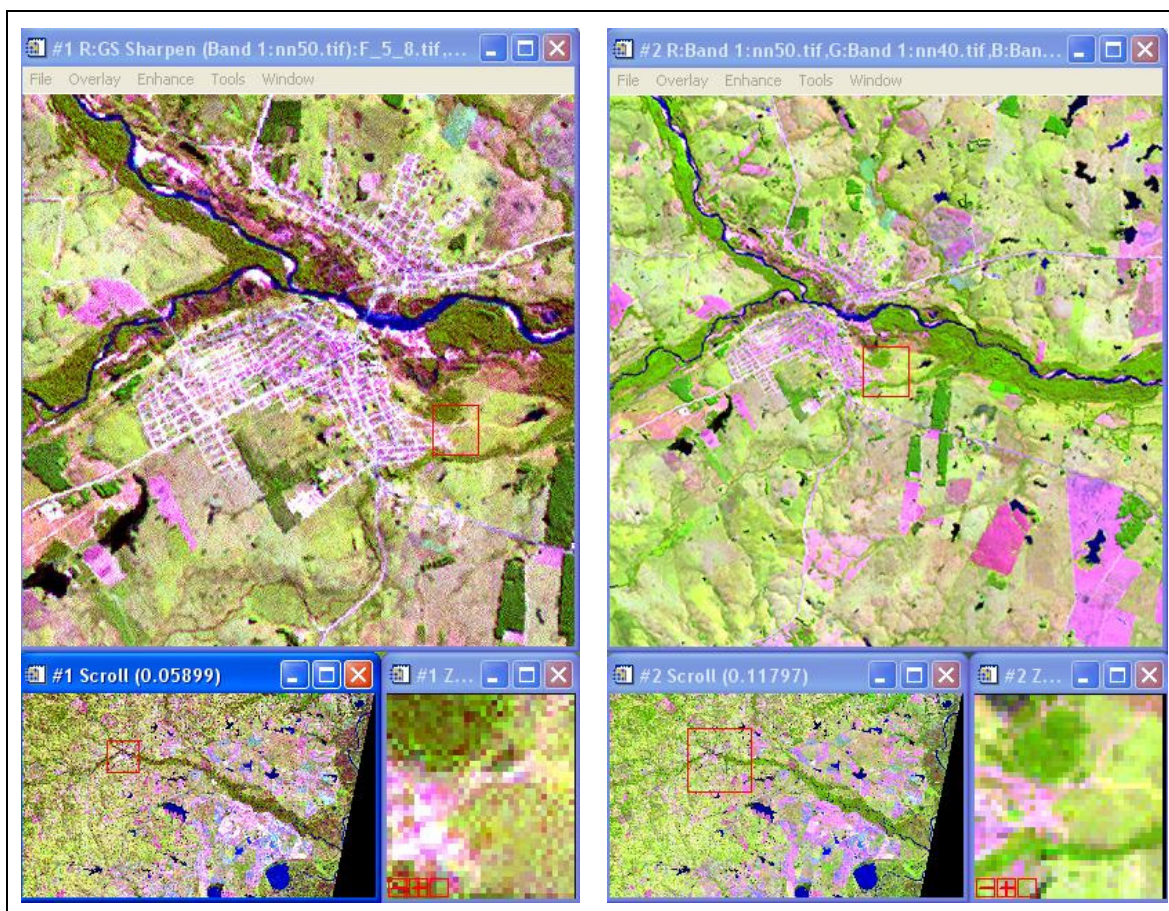 #1 R:GS Sharpen (Band 1:nn50.tif):F_5_8.tif,...
File Overlay Enhance Tools Window
#2 R:Band 1:nn50.tif,G:Band 1:nn40.tif,B:Ban...
File Overlay Enhance Tools Window
#1 Scroll (0.05899)
#1 Z...
#2 Scroll (0.11797)
#2 Z...